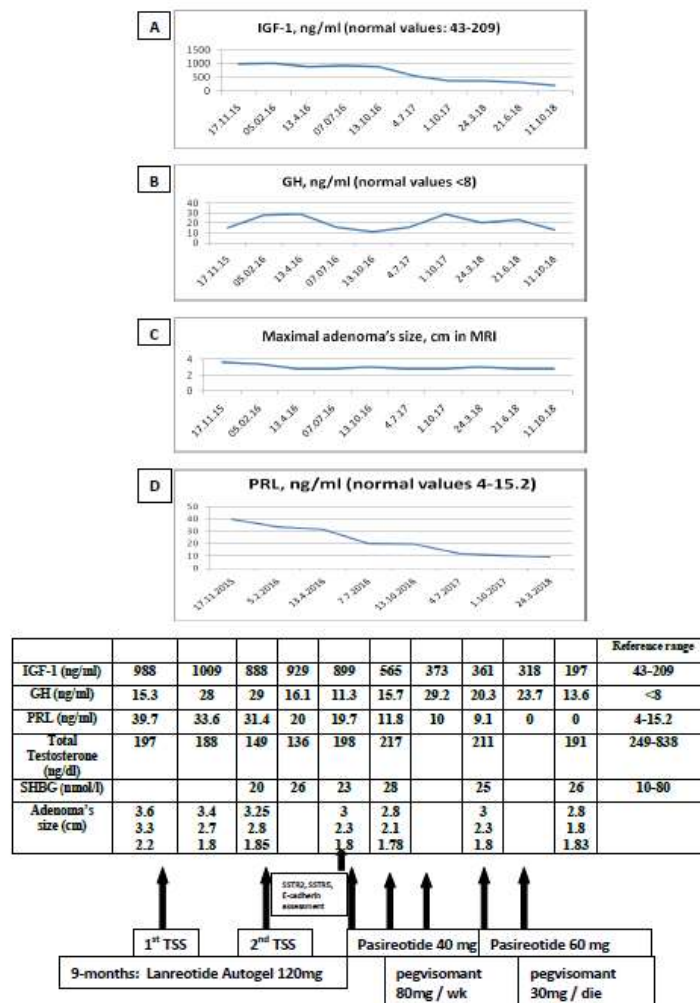 A
IGF-1, ng/ml (normal values: 43-209)
1500
1000
500
0
17.11.15 05.02.16 13.4.16 07.07.16 13.10.16 4.7.17 1.10.17 24.3.18 21.6.18 11.10.18
B
GH, ng/ml (normal values <8)
40
30
20
10
0
17.11.15 05.02.16 13.4.16 07.07.16 13.10.16 4.7.17 1.10.17 24.3.18 21.6.18 11.10.18
C
Maximal adenoma's size, cm in MRI
4
2
0
17.11.15 05.02.16 13.4.16 07.07.16 13.10.16 4.7.17 1.10.17 24.3.18 21.6.18 11.10.18
D
PRL, ng/ml (normal values 4-15.2)
50
40
30
20
10
0
17.11.2015 5.2.2016 13.4.2016 7.7.2016 13.10.2016 4.7.2017 1.10.2017 24.3.2018
Reference range
IGF-1 (ng/ml) 988 1009 888 929 899 565 373 361 318 197 43-209
GH (ng/ml) 15.3 28 29 16.1 11.3 15.7 29.2 20.3 23.7 13.6 <8
PRL (ng/ml) 39.7 33.6 31.4 20 19.7 11.8 10 9.1 0 0 4-15.2
Total 197 188 149 136 198 217 211 191 249-838
Testosterone
(ng/dl)
SHBG (nmol/l) 20 26 23 28 25 26 10-80
Adenoma's 3.6 3.4 3.25 3 2.8 3 2.8
size (cm) 3.3 2.7 2.8 2.3 2.1 2.3 1.8
2.2 1.8 1.85 1.8 1.78 1.8 1.83
SSTR2, SSTR5,
E-cadherin
assessment
1st TSS 2nd TSS Pasireotide 40 mg Pasireotide 60 mg
9-months: Lanreotide Autogel 120mg
pegvisomant pegvisomant
80mg / wk 30mg / die